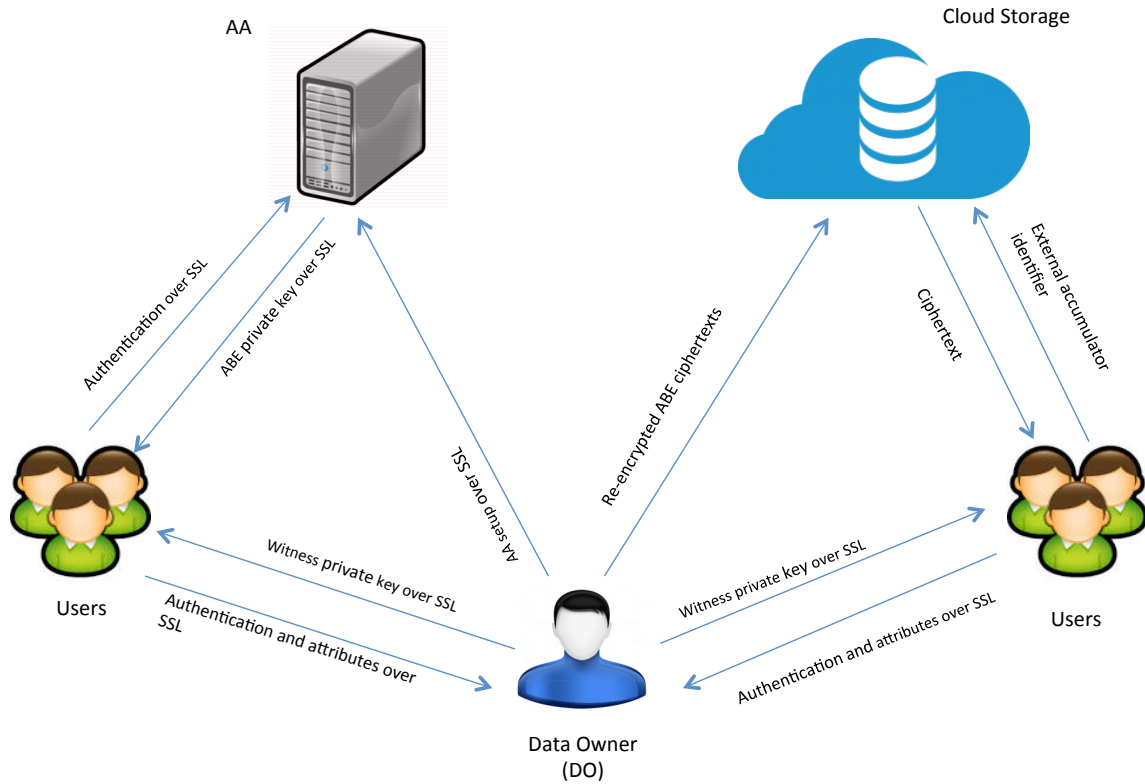 AA
Cloud Storage
Authentication over SSL
ABE private key over SSL
AA setup over SSL
Re-encrypted ABE ciphertexts
Ciphertext
External accumulator
identifier
Users
Witness private key over SSL
Authentication and attributes over
SSL
Witness private key over SSL
Authentication and attributes over SSL
Users
Data Owner
(DO)